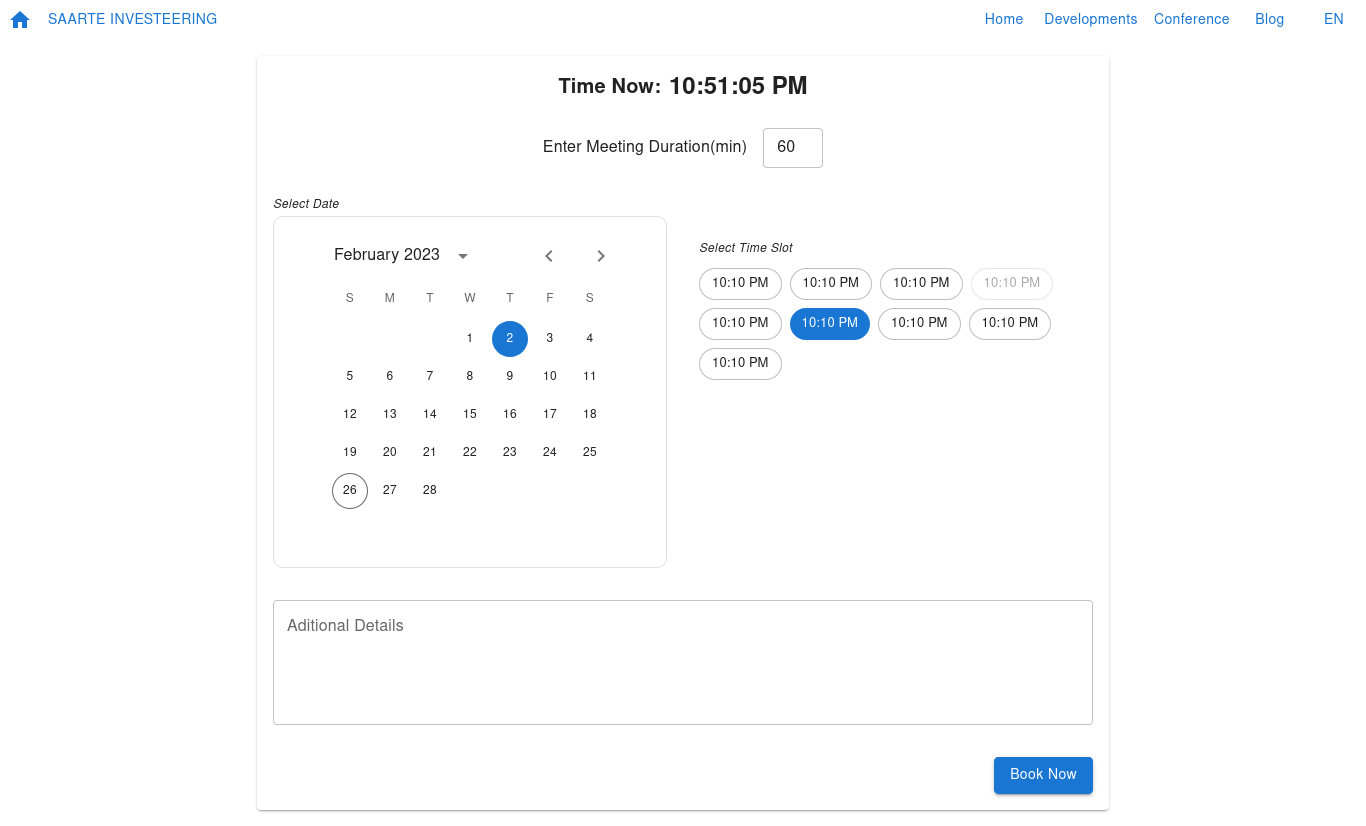 SAARTE INVESTEERING Home Developments Conference Blog EN
Time Now: 10:51:05 PM
Enter Meeting Duration(min) 60
Select Date
February 2023
S M T W T F S
1 2 3 4
5 6 7 8 9 10 11
12 13 14 15 16 17 18
19 20 21 22 23 24 25
26 27 28
Select Time Slot
10:10 PM 10:10 PM 10:10 PM 10:10 PM
10:10 PM 10:10 PM 10:10 PM 10:10 PM
10:10 PM
Aditional Details
Book Now